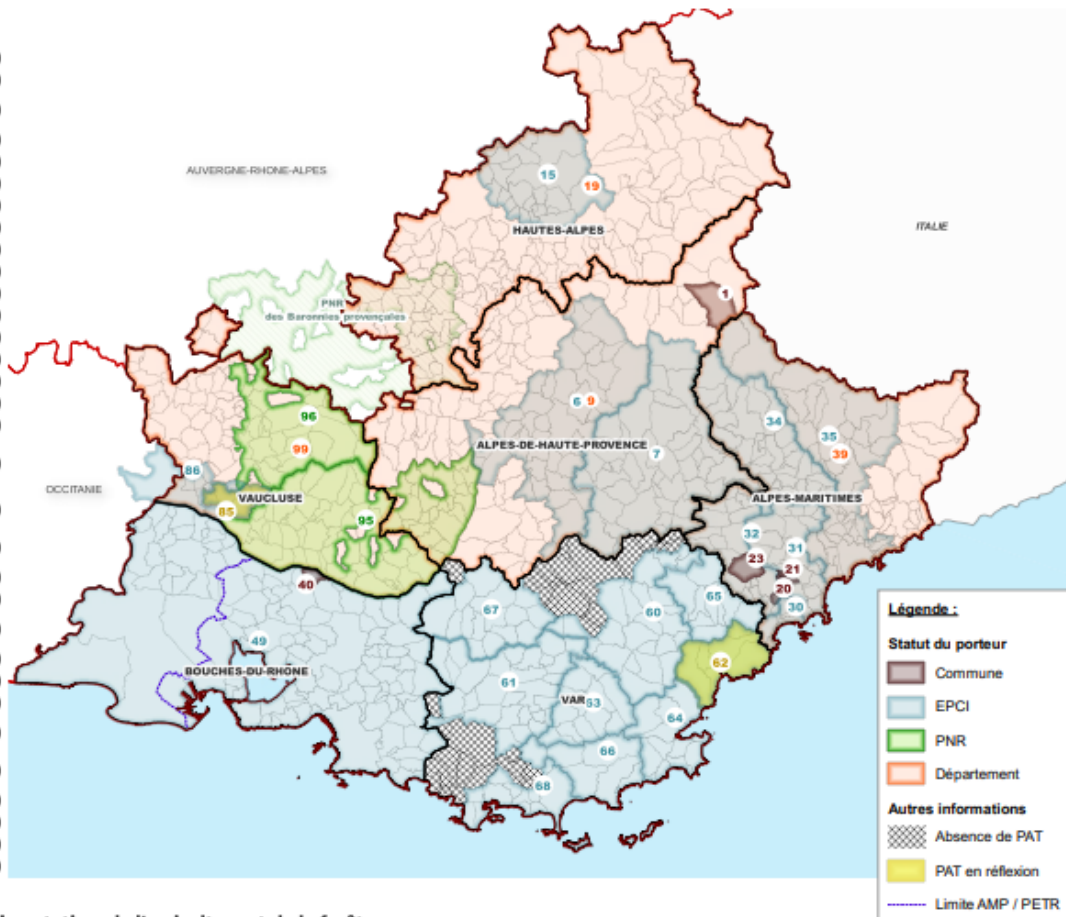 AUVERGNE-RHONE-ALPES
15
19
HAUTES-ALPES
ITALIE
1
PNR
des Baronnies provençales
96
99
6
9
ALPES-DE-HAUTE-PROVENCE
7
34
35
39
86
OCCITANIE
VAUCLUSE
85
95
ALPES-MARITIMES
32
31
23
21
20
30
40
67
60
65
49
BOUCHES-DU-RHONE
62
61
VAR
63
64
66
68
Légende :
Statut du porteur
Commune
EPCI
PNR
Département
Autres informations
Absence de PAT
PAT en réflexion
Limite AMP / PETR